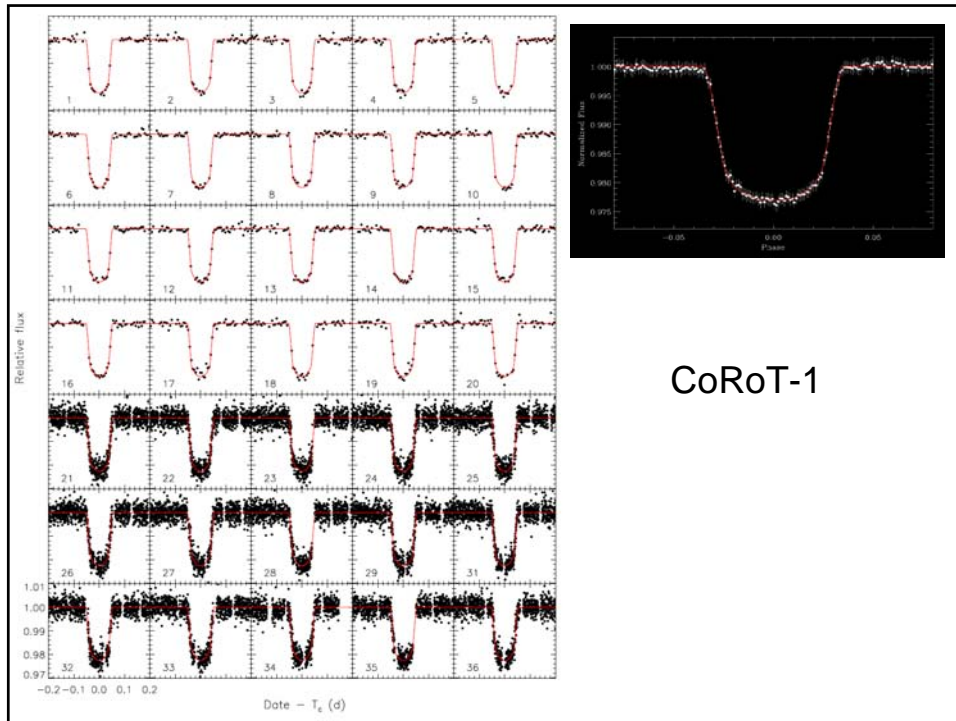 Relative flux
1 2 3 4 5
6 7 8 9 10
11 12 13 14 15
16 17 18 19 20
21 22 23 24 25
26 27 28 29 31
1.01
1.00
0.99
0.98
0.97
32 33 34 35 36
-0.2 -0.1 0.0 0.1 0.2
Date - Tc (d)
Normalized Flux
1.000
0.995
0.990
0.985
0.980
0.975
-0.05 0.00 0.05
Phase
CoRoT-1